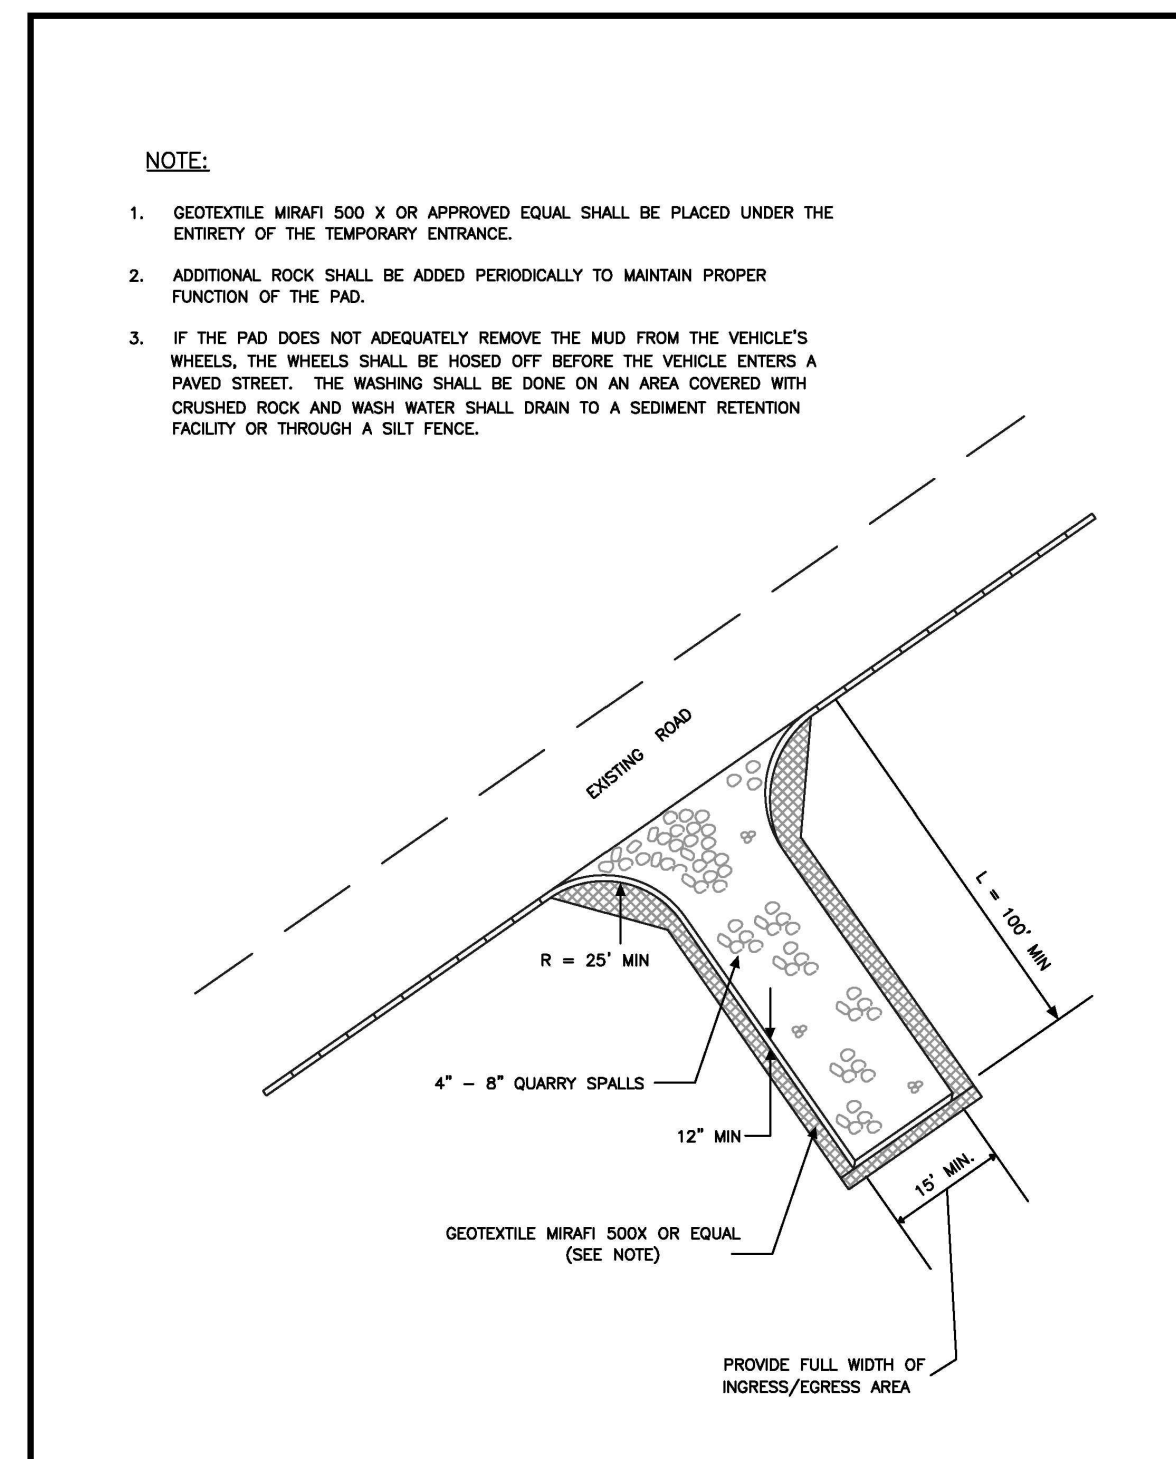 NOTE:
1. GEOTEXTILE MIRAFI 500 X OR APPROVED EQUAL SHALL BE PLACED UNDER THE
ENTIRETY OF THE TEMPORARY ENTRANCE.
2. ADDITIONAL ROCK SHALL BE ADDED PERIODICALLY TO MAINTAIN PROPER
FUNCTION OF THE PAD.
3. IF THE PAD DOES NOT ADEQUATELY REMOVE THE MUD FROM THE VEHICLE'S
WHEELS, THE WHEELS SHALL BE HOSED OFF BEFORE THE VEHICLE ENTERS A
PAVED STREET. THE WASHING SHALL BE DONE ON AN AREA COVERED WITH
CRUSHED ROCK AND WASH WATER SHALL DRAIN TO A SEDIMENT RETENTION
FACILITY OR THROUGH A SILT FENCE.
EXISTING ROAD
L = 100' MIN
R = 25' MIN
4" – 8" QUARRY SPALLS
12" MIN
15' MIN.
GEOTEXTILE MIRAFI 500X OR EQUAL
(SEE NOTE)
PROVIDE FULL WIDTH OF
INGRESS/EGRESS AREA